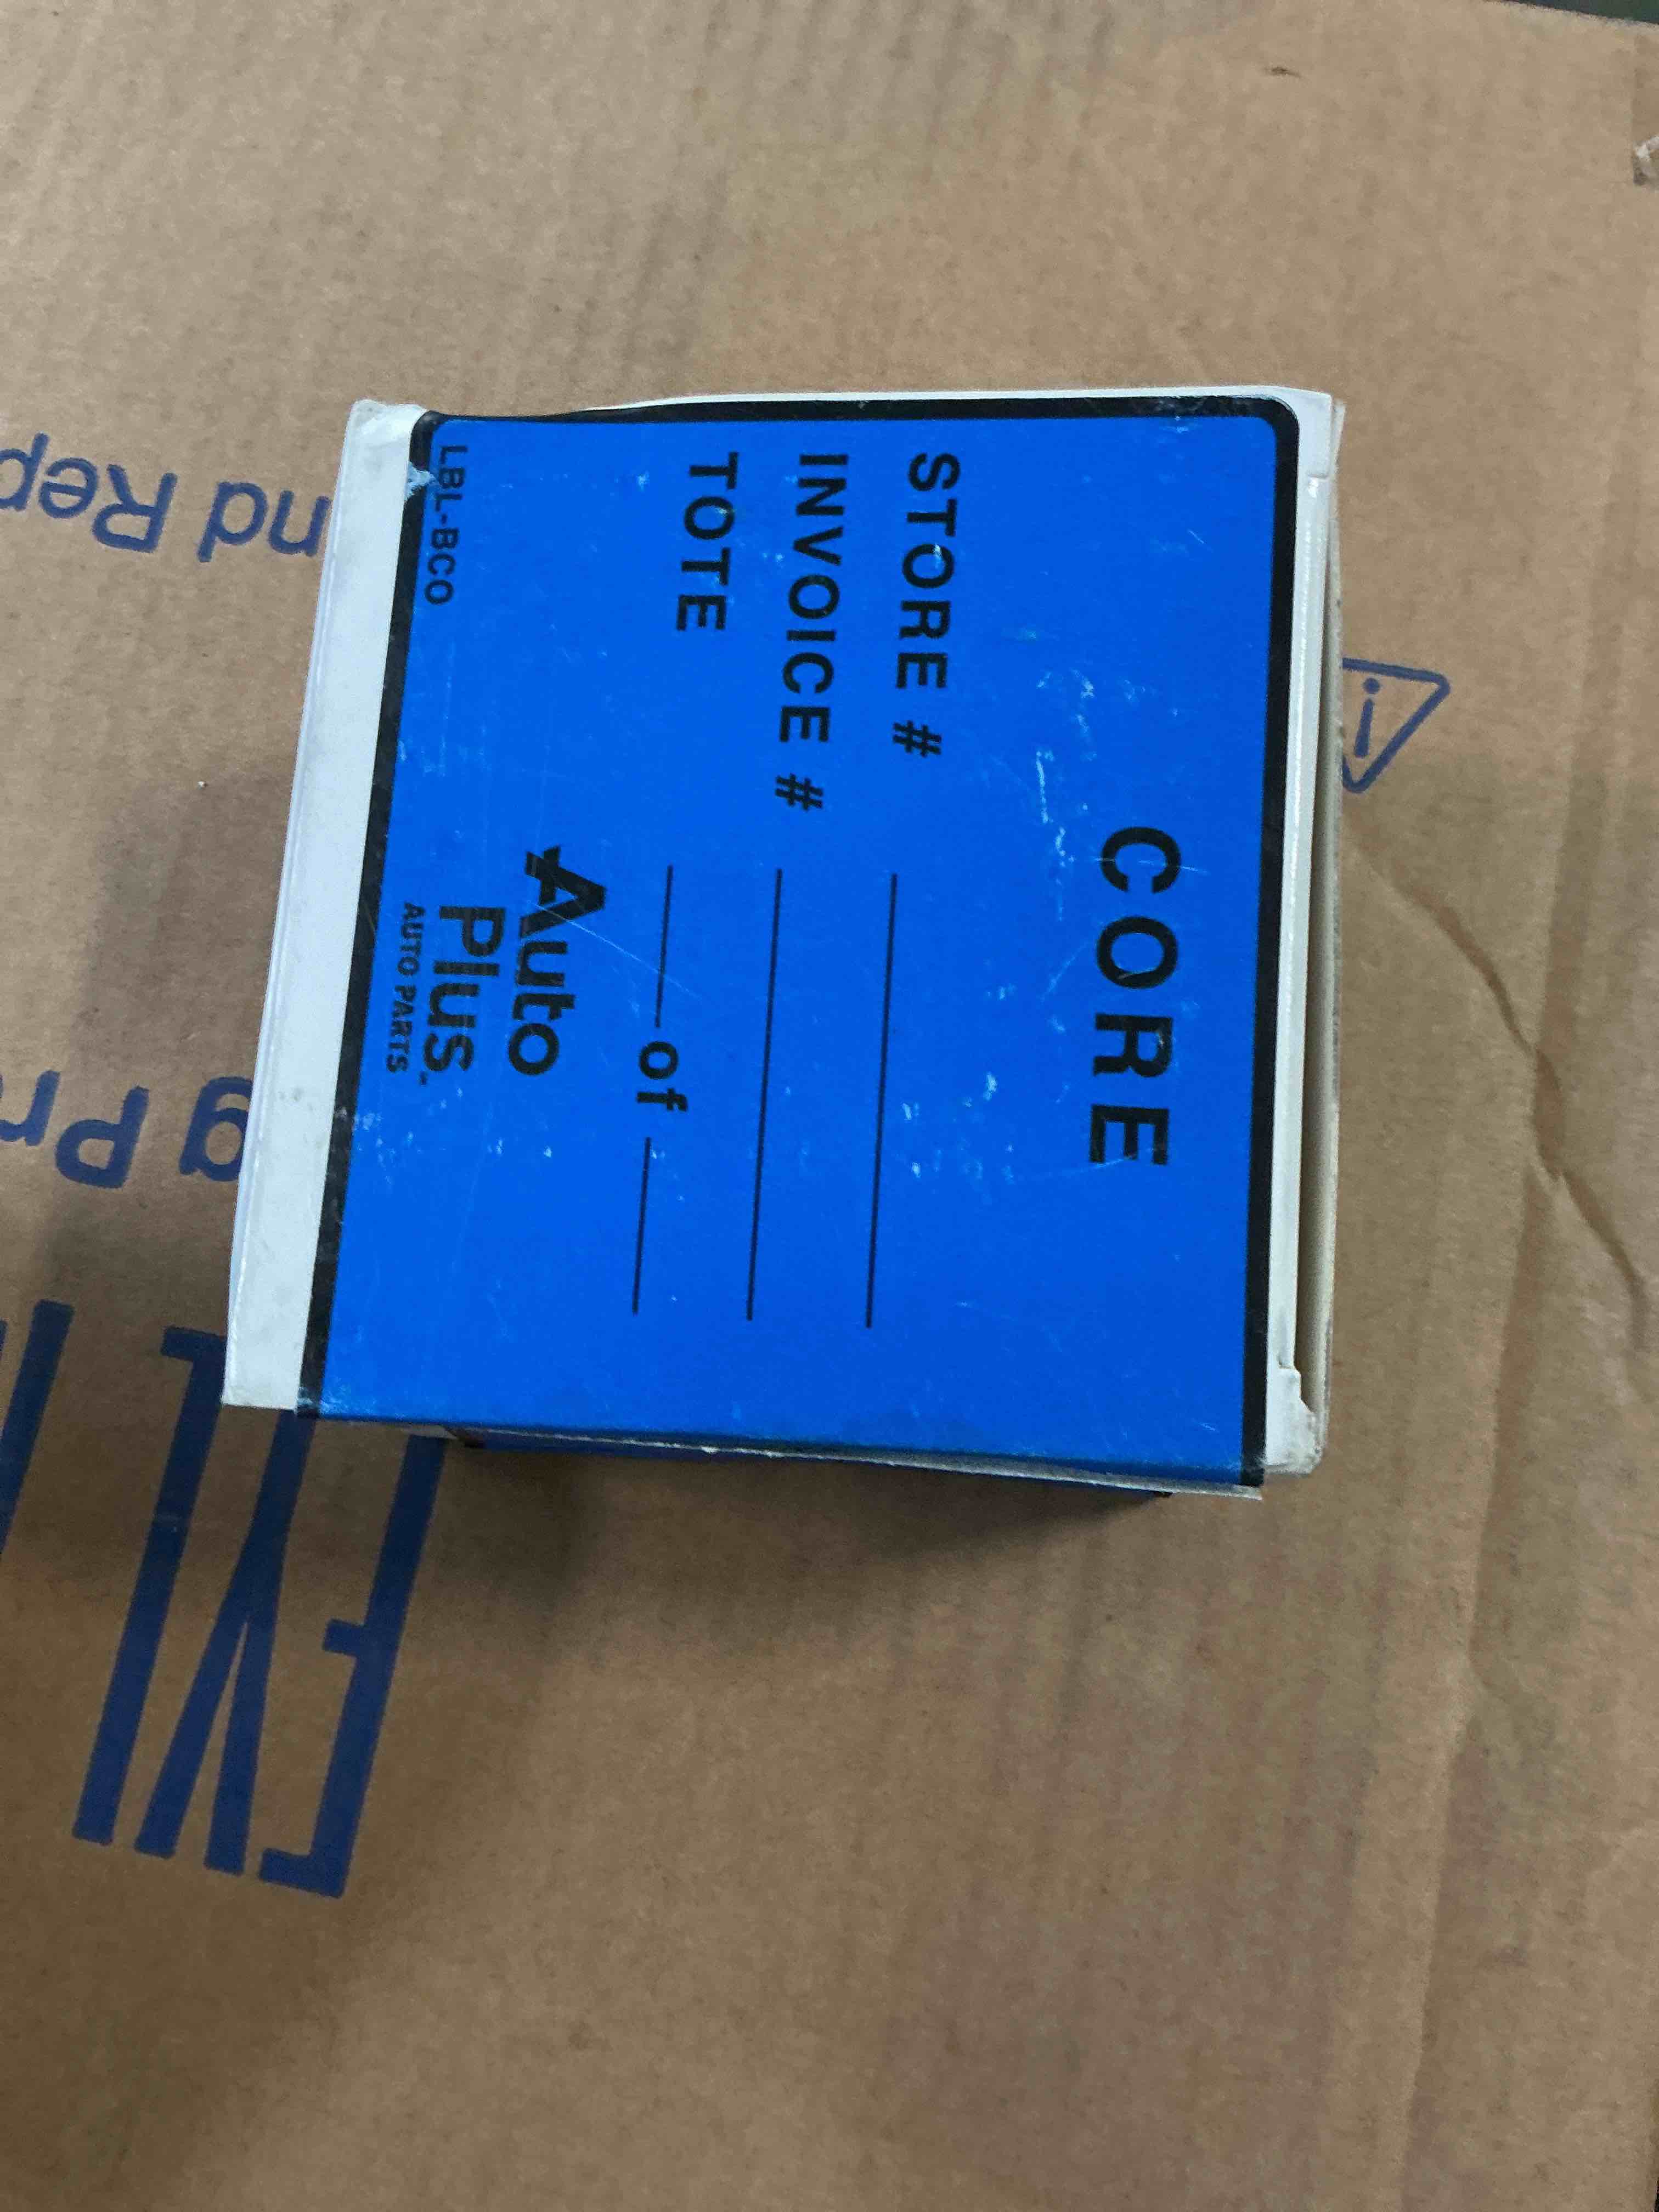 CORE
STORE #
INVOICE #
TOTE of
Auto
Plus
AUTO PARTS
LBL-BCO
nd Rep
g Pr